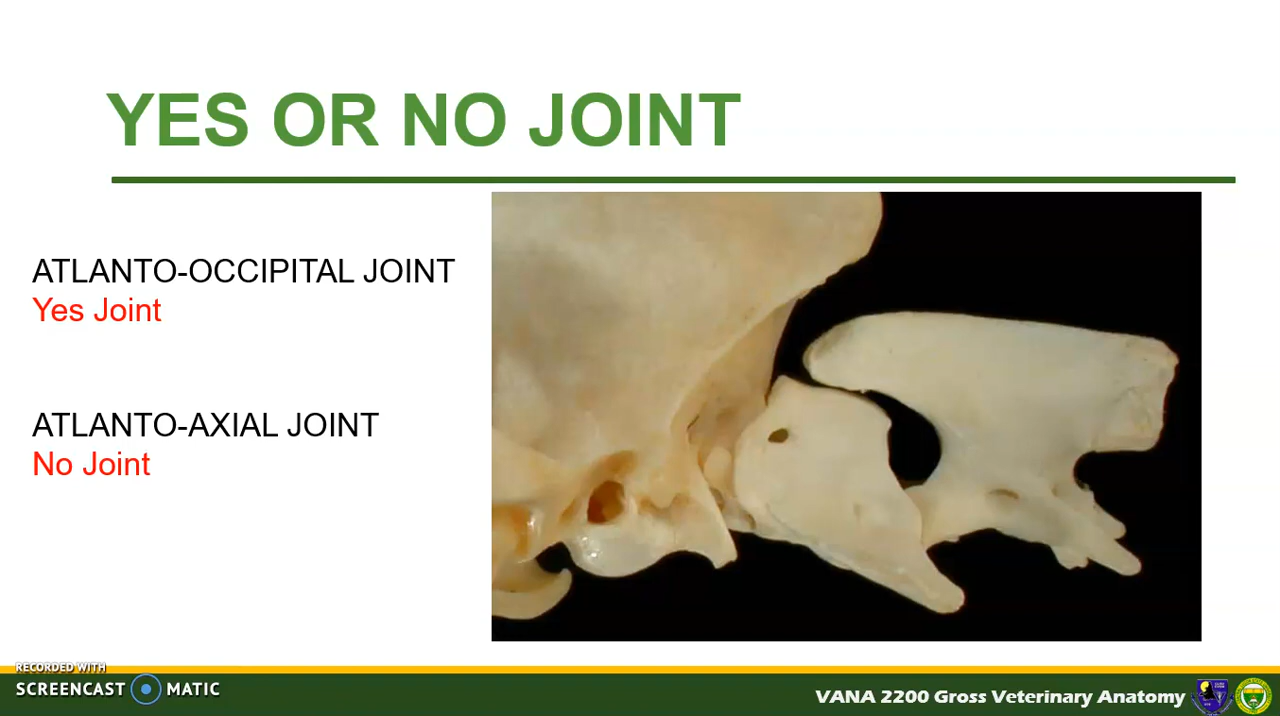 YES OR NO JOINT
ATLANTO-OCCIPITAL JOINT
Yes Joint
ATLANTO-AXIAL JOINT
No Joint
RECORDED WITH
SCREENCAST MATIC
VANA 2200 Gross Veterinary Anatomy